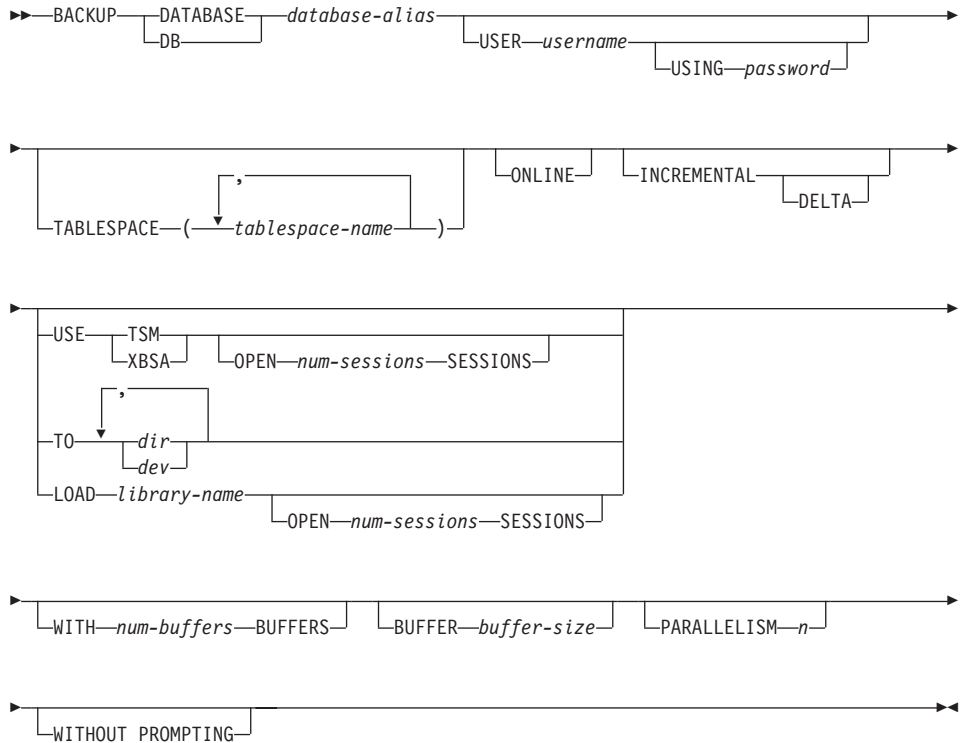 BACKUP DATABASE database-alias
DB USER username
USING password
, ONLINE INCREMENTAL
DELTA
TABLESPACE ( tablespace-name )
USE TSM
XBSA OPEN num-sessions SESSIONS
,
TO dir
dev
LOAD library-name
OPEN num-sessions SESSIONS
WITH num-buffers BUFFERS BUFFER buffer-size PARALLELISM n
WITHOUT PROMPTING